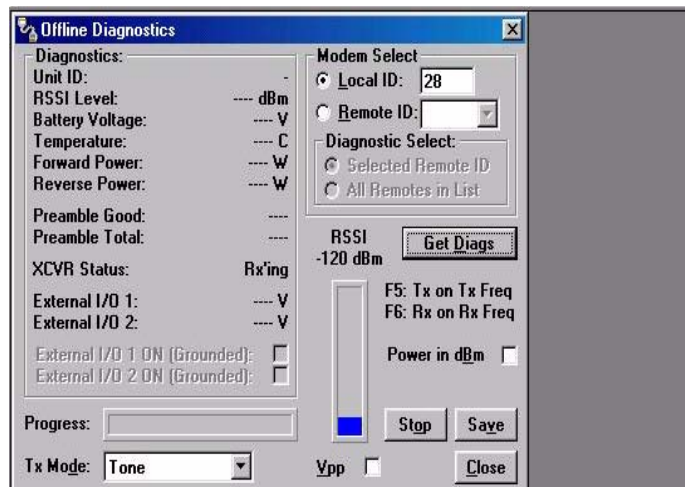 Offline Diagnostics
Diagnostics:
Unit ID: -
RSSI Level: ---- dBm
Battery Voltage: ---- V
Temperature: ---- C
Forward Power: ---- W
Reverse Power: ---- W
Preamble Good: ----
Preamble Total: ----
XCVR Status: Rx'ing
External I/O 1: ---- V
External I/O 2: ---- V
External I/O 1 ON (Grounded):
External I/O 2 ON (Grounded):
Progress:
Tx Mode: Tone
Modem Select
Local ID: 28
Remote ID:
Diagnostic Select:
Selected Remote ID
All Remotes in List
RSSI
-120 dBm
Get Diags
F5: Tx on Tx Freq
F6: Rx on Rx Freq
Power in dBm
Stop
Save
Vpp
Close